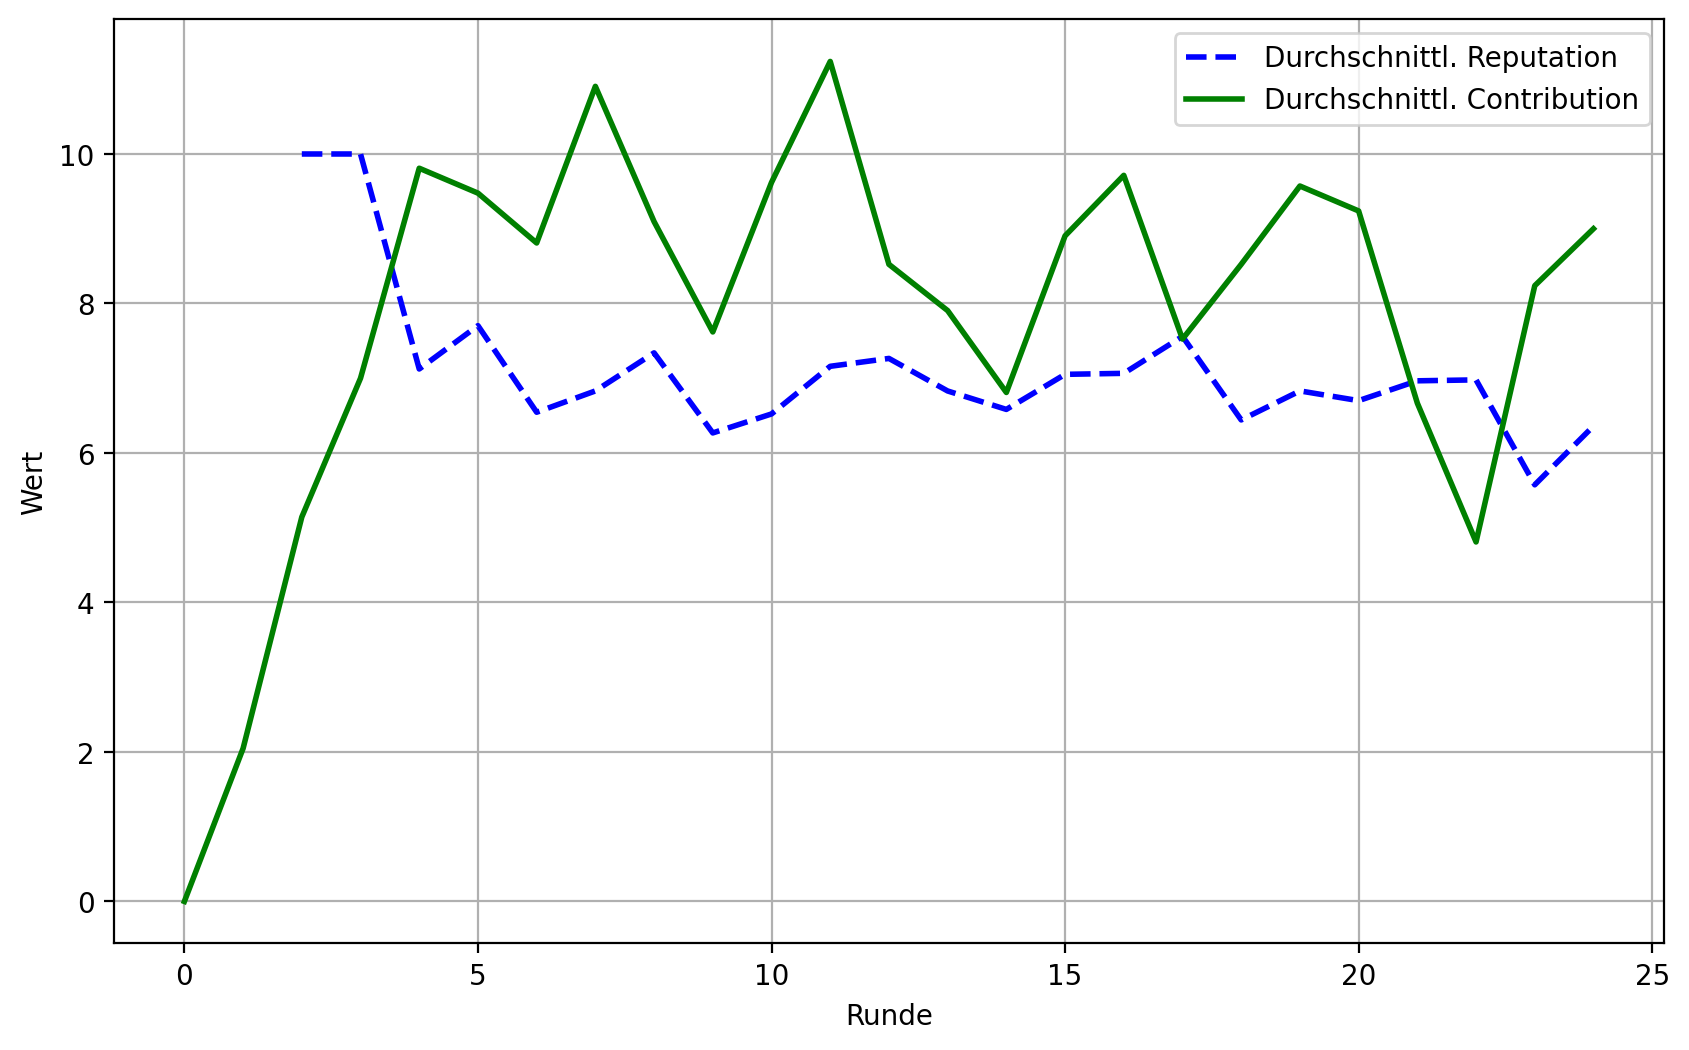 Durchschnittl. Reputation
Durchschnittl. Contribution
10
8
6
4
2
0
Wert
0 5 10 15 20 25
Runde